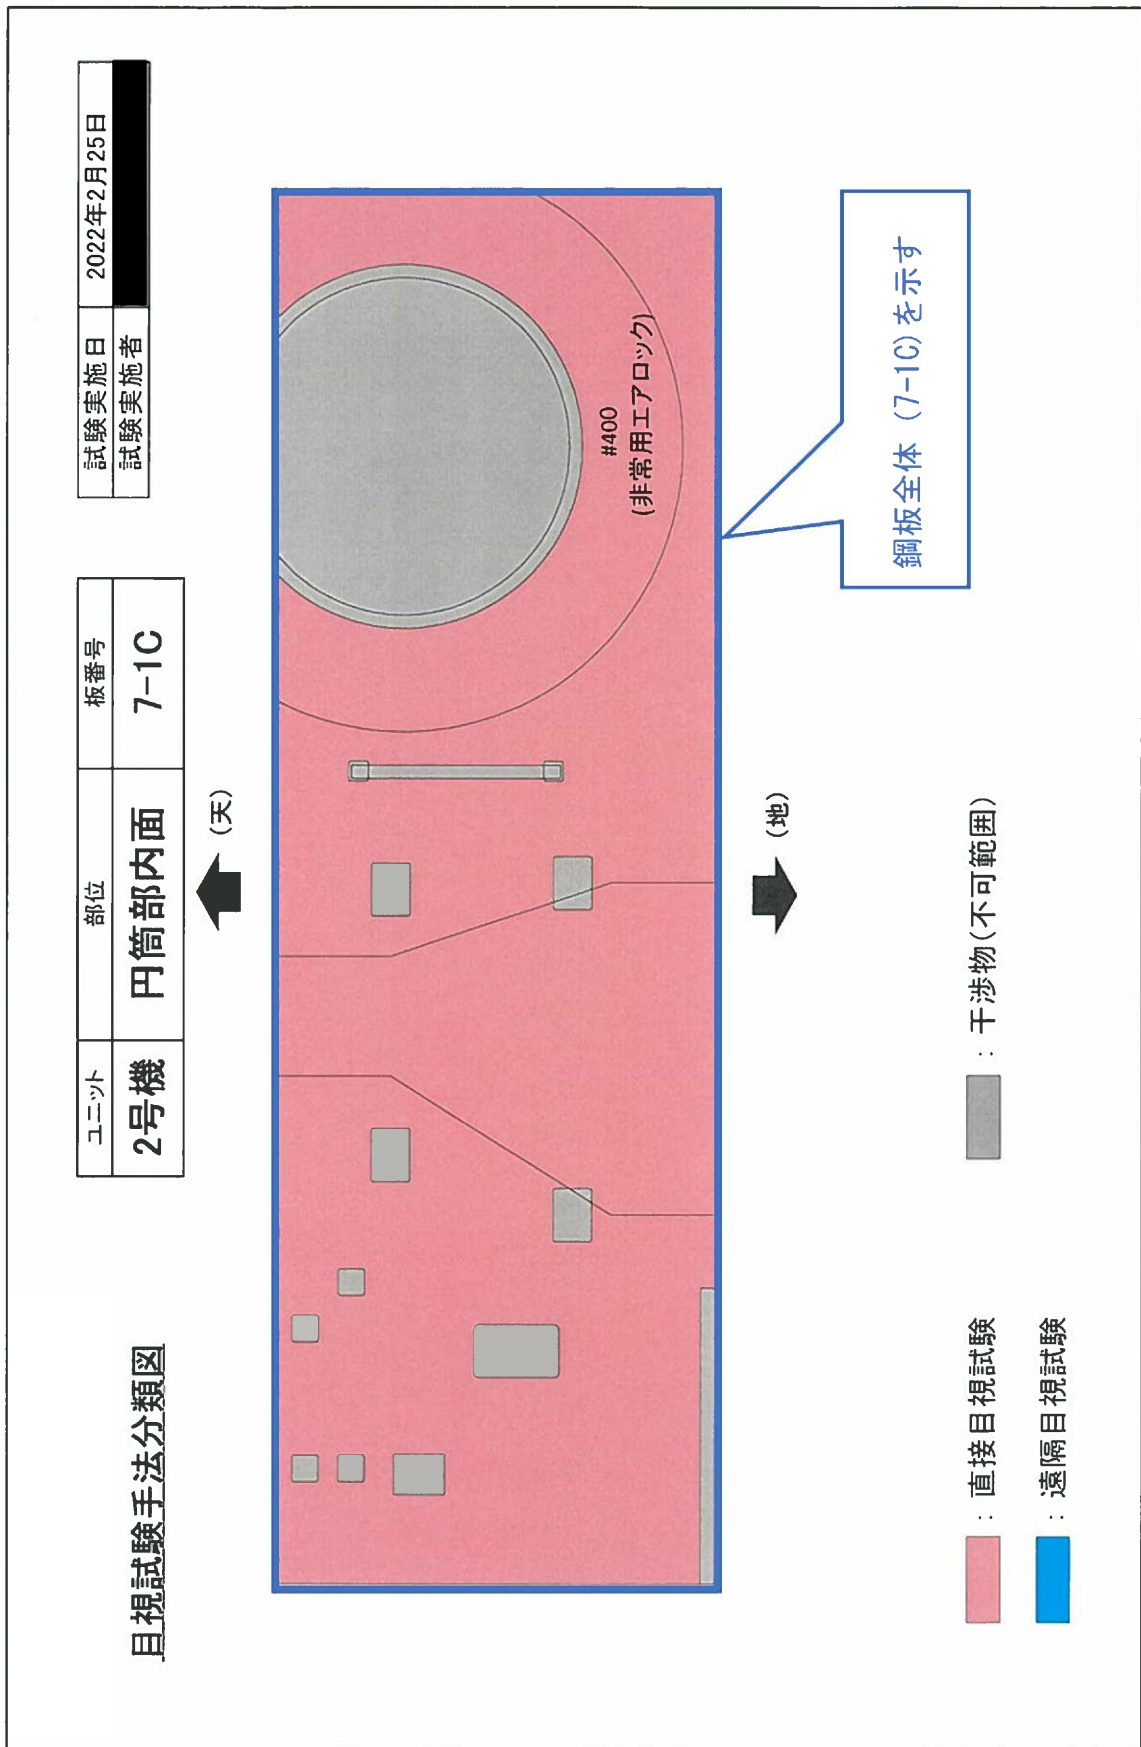 目視試験手法分類図
ユニット 部位 板番号
2号機 円筒部内面 7-1C
試験実施日 2022年2月25日
試験実施者
(天)
#400
(非常用エアロック)
(地)
鋼板全体（7-1C）を示す
：直接目視試験
：遠隔目視試験
：干渉物(不可範囲)